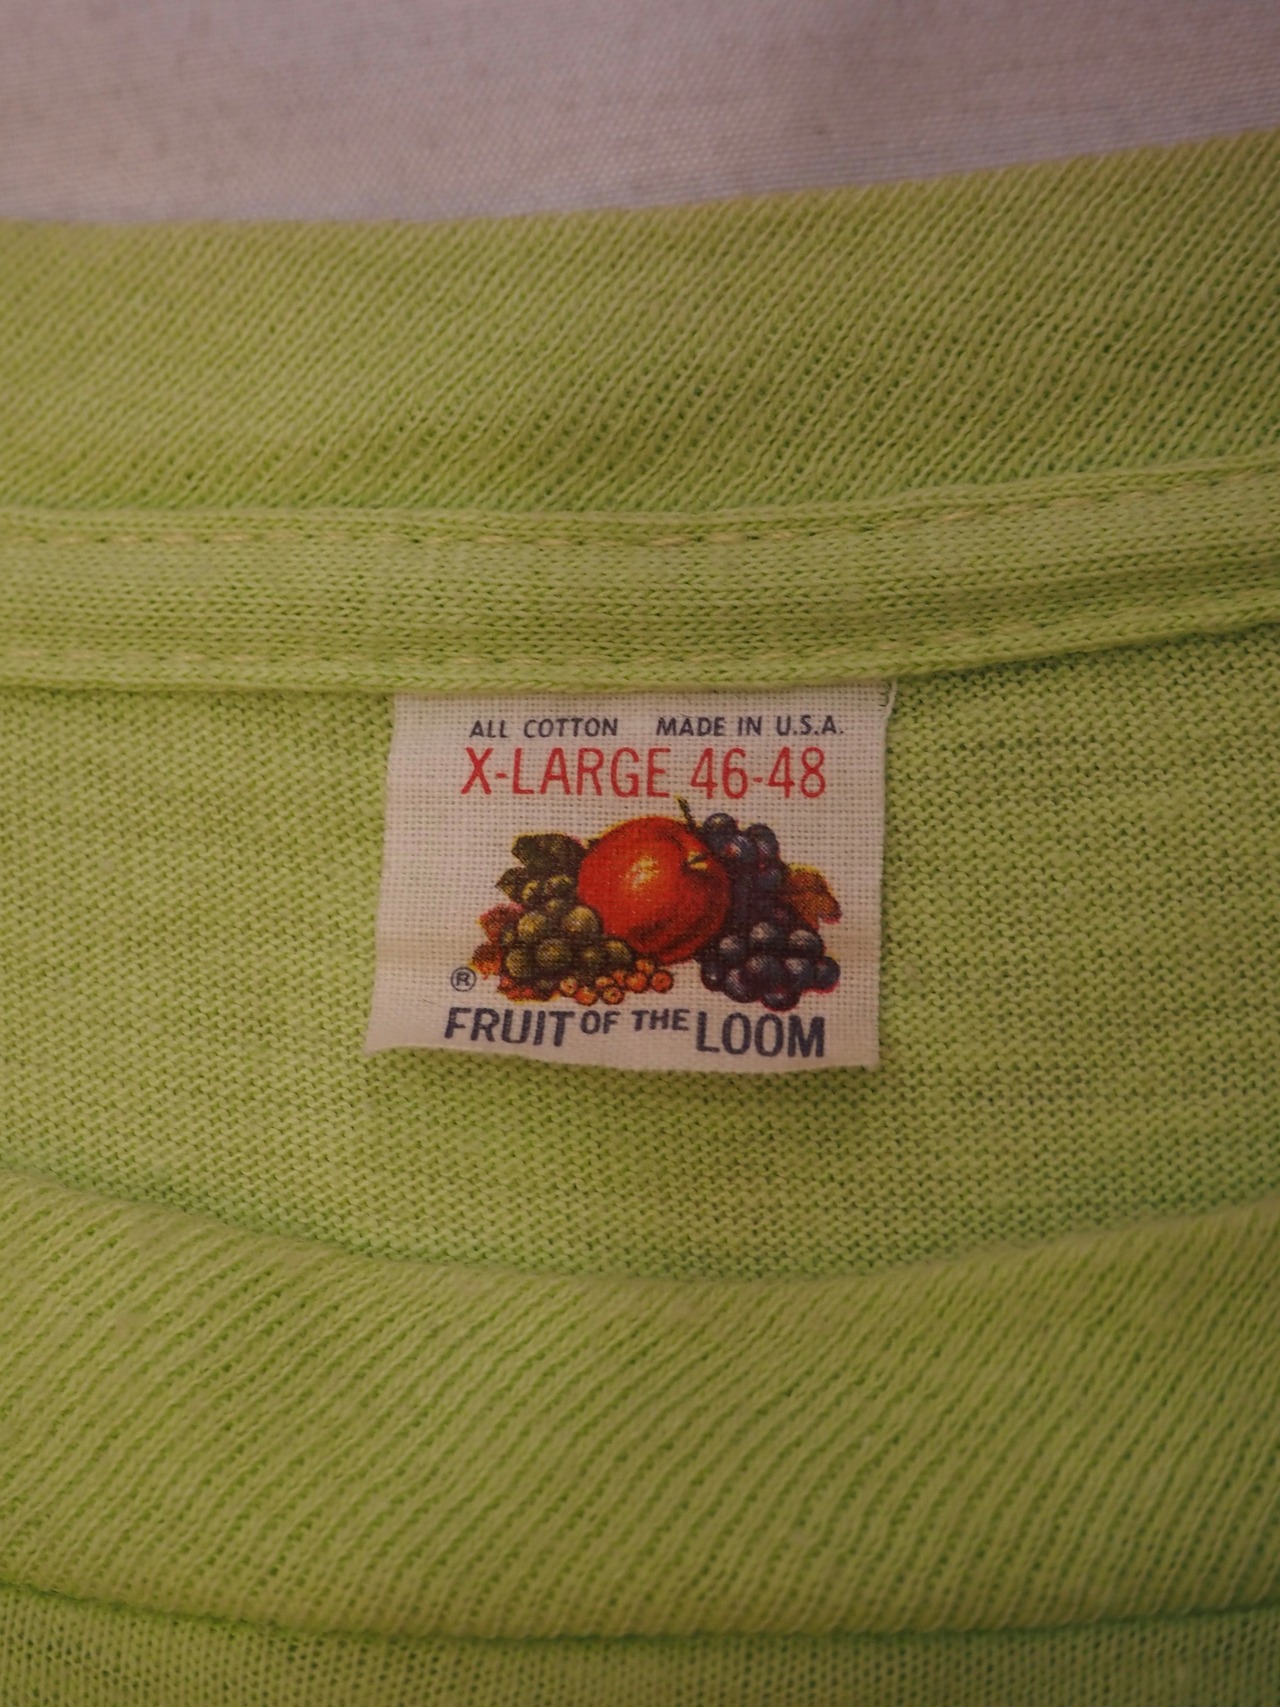 ALL COTTON MADE IN U.S.A.
X-LARGE 46-48
®
FRUIT OF THE LOOM